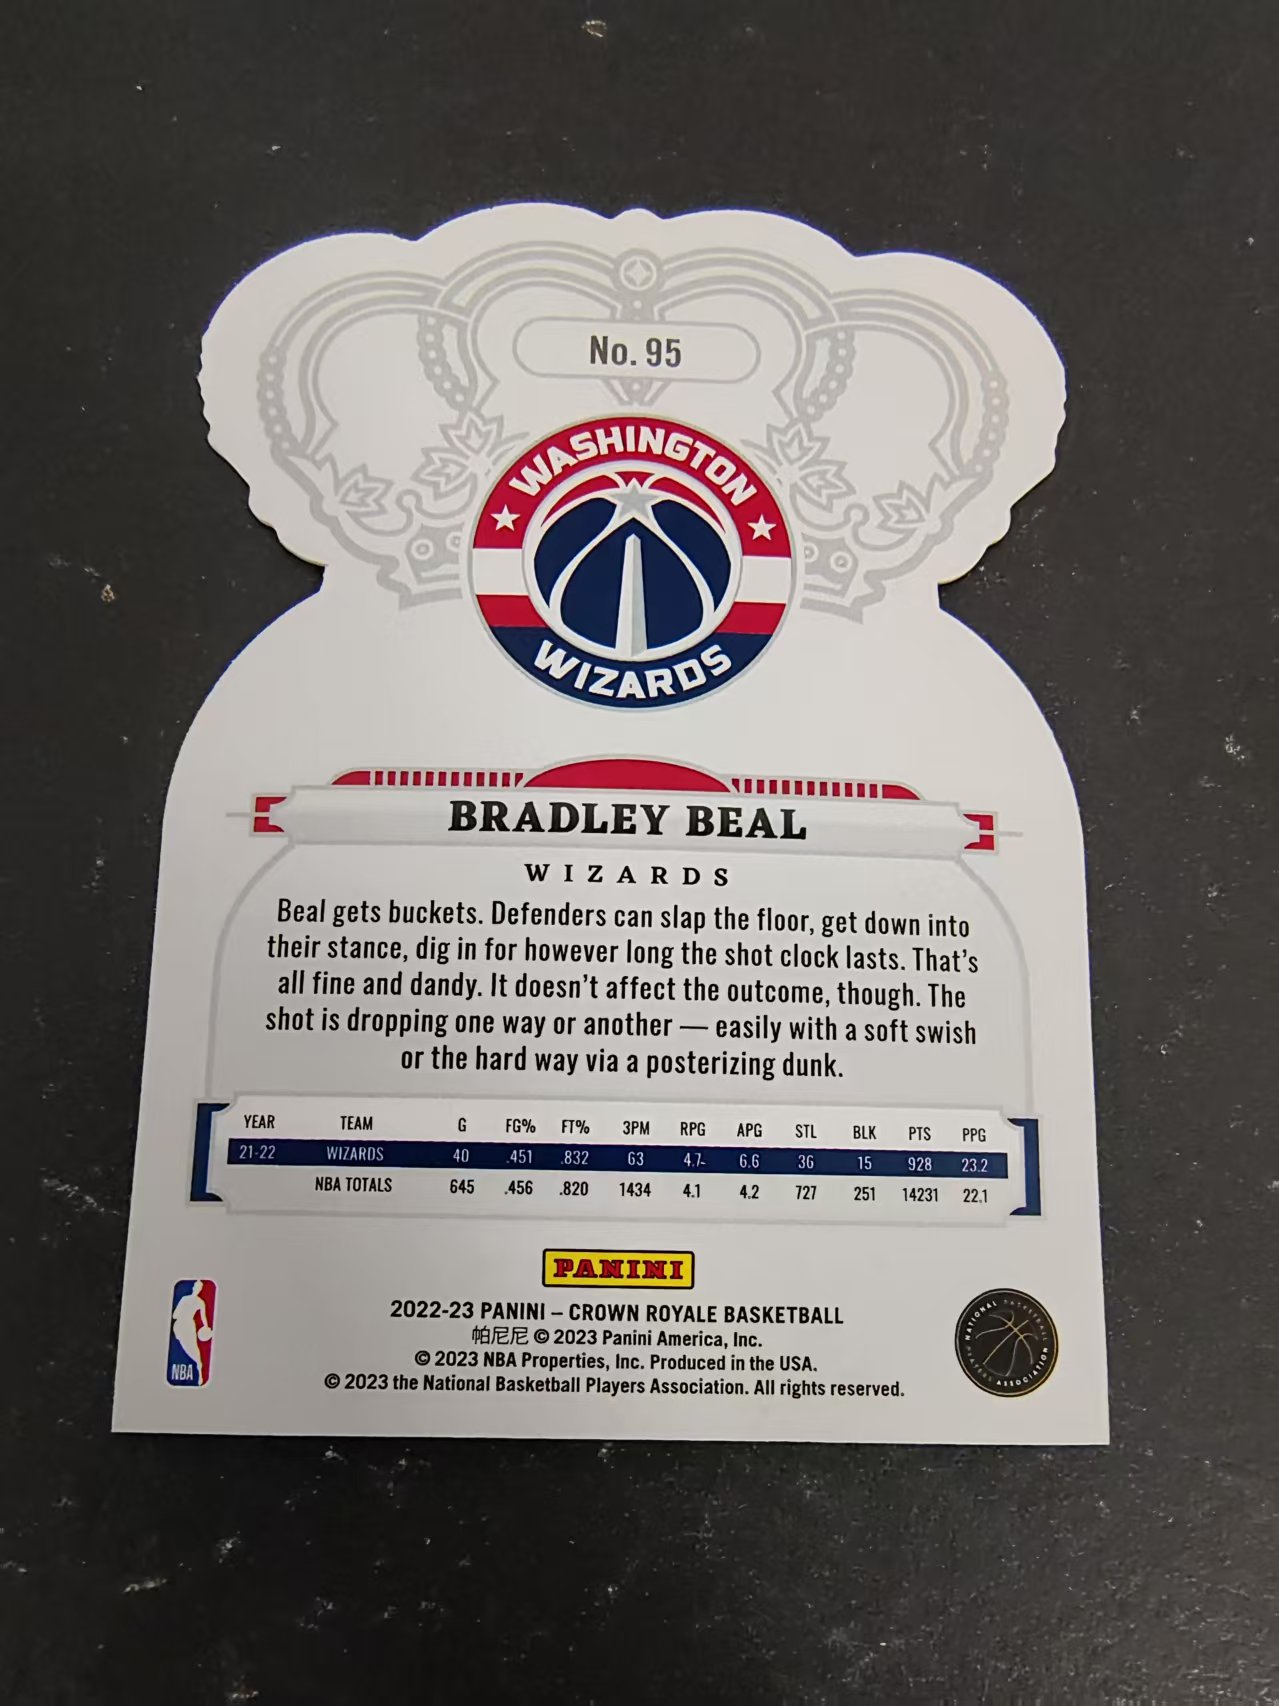 No. 95
WASHINGTON
WIZARDS
BRADLEY BEAL
WIZARDS
Beal gets buckets. Defenders can slap the floor, get down into
their stance, dig in for however long the shot clock lasts. That's
all fine and dandy. It doesn't affect the outcome, though. The
shot is dropping one way or another — easily with a soft swish
or the hard way via a posterizing dunk.
YEAR TEAM G FG% FT% 3PM RPG APG STL BLK PTS PPG
21-22 WIZARDS 40 .451 .832 63 4.7 6.6 36 15 928 23.2
NBA TOTALS 645 .456 .820 1434 4.1 4.2 727 251 14231 22.1
PANINI
2022-23 PANINI – CROWN ROYALE BASKETBALL
帕尼尼 © 2023 Panini America, Inc.
© 2023 NBA Properties, Inc. Produced in the USA.
© 2023 the National Basketball Players Association. All rights reserved.
NBA
NATIONAL BASKETBALL
PLAYERS ASSOCIATION